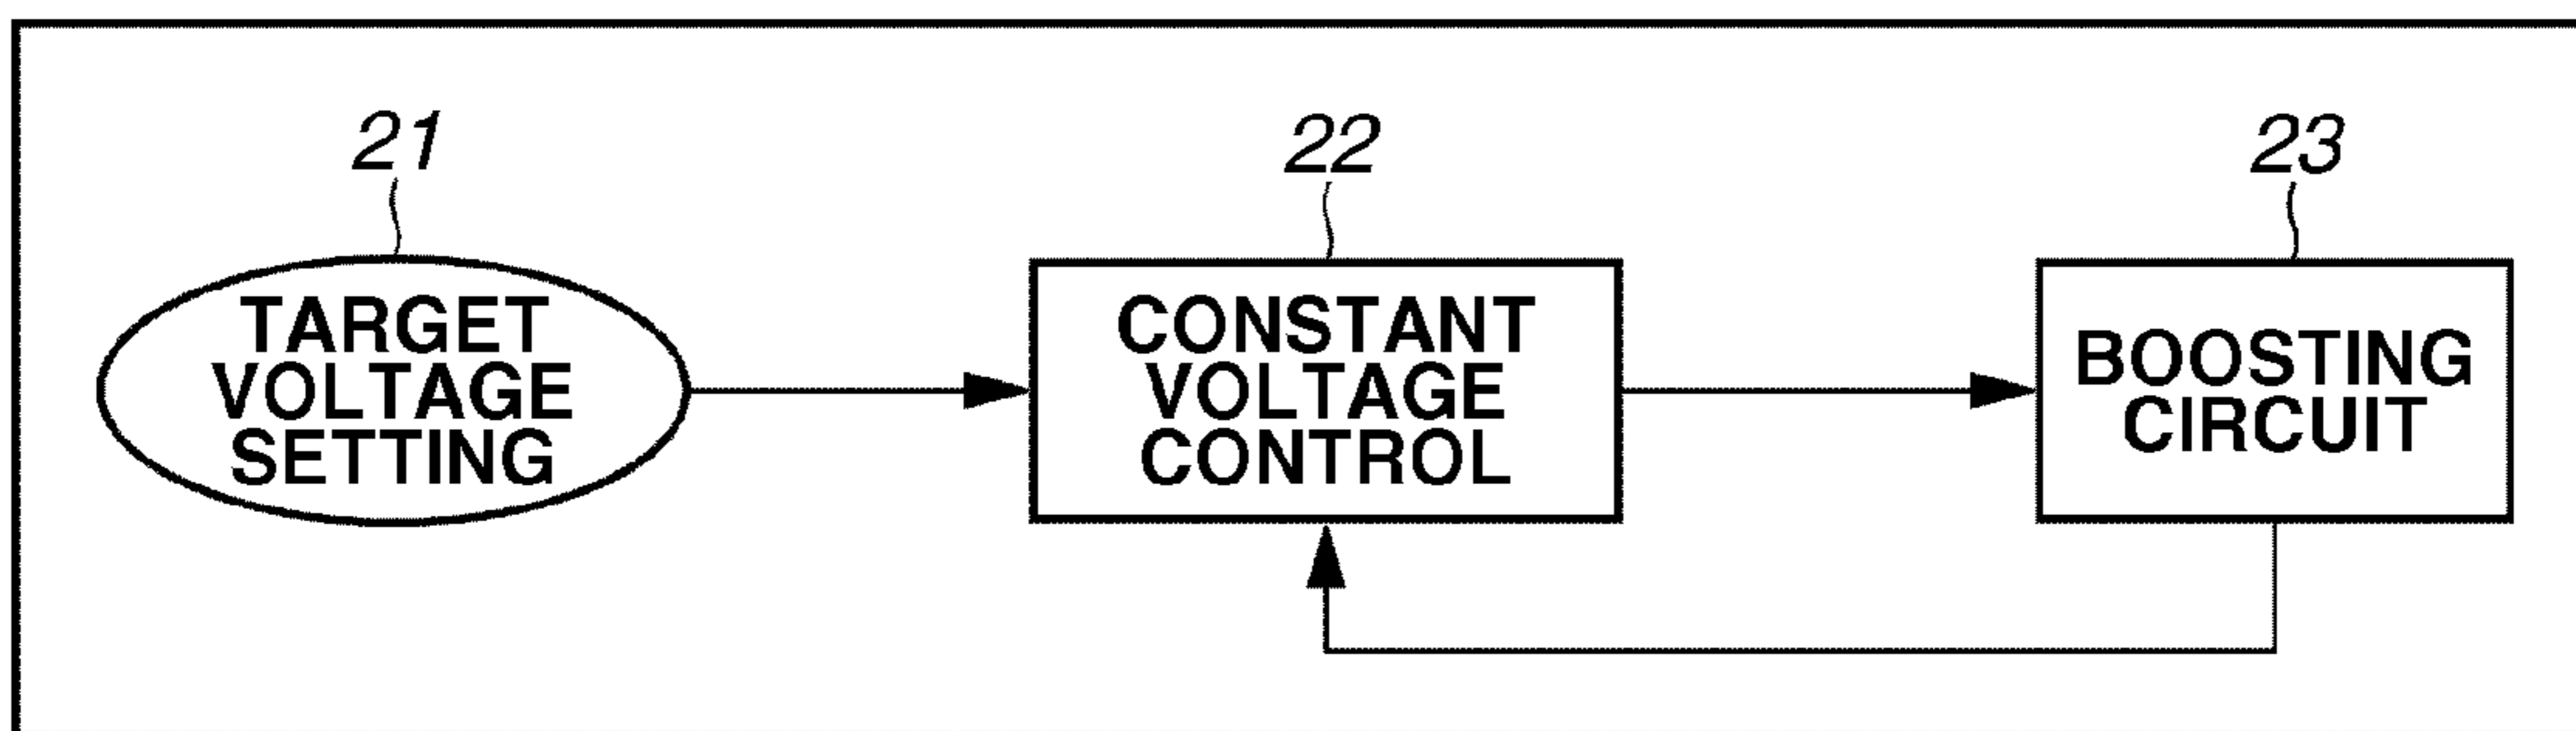 21
TARGET
VOLTAGE
SETTING
22
CONSTANT
VOLTAGE
CONTROL
23
BOOSTING
CIRCUIT